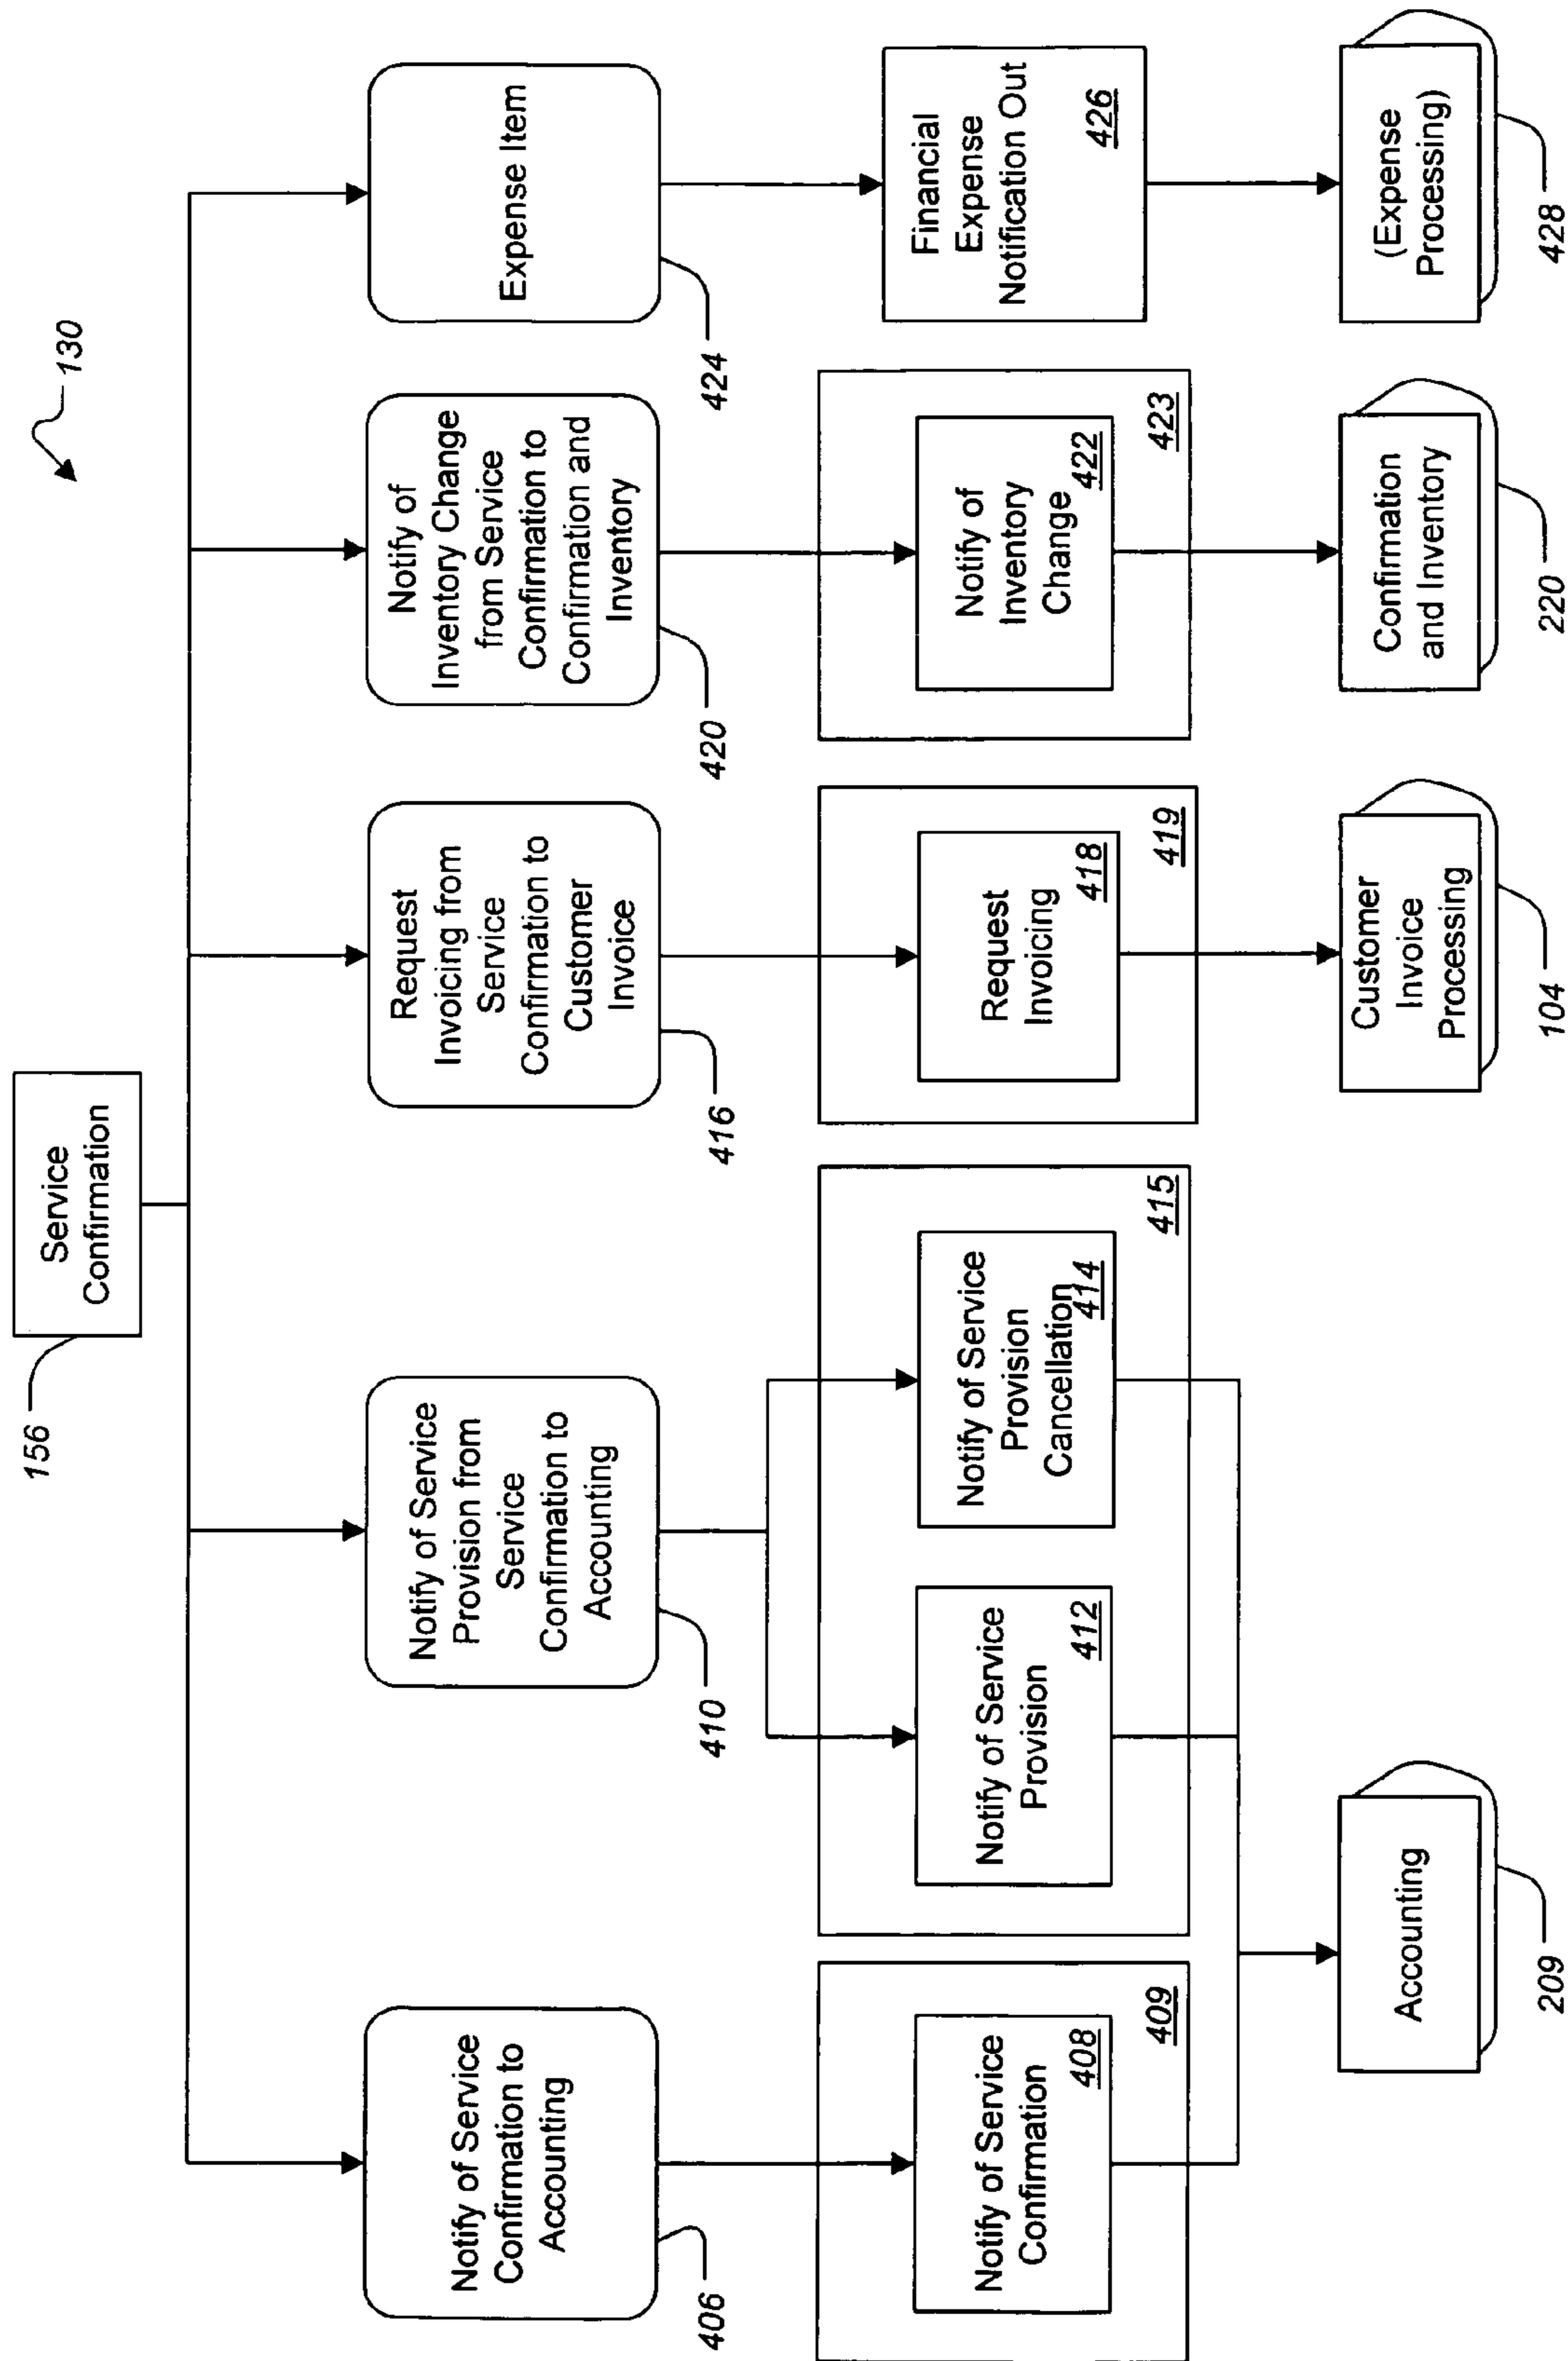 130
Service
Confirmation
156
Notify of Service
Confirmation to
Accounting
406
Notify of Service
Provision from
Service
Confirmation to
Accounting
410
Request
Invoicing from
Service
Confirmation to
Customer
Invoice
416
Notify of
Inventory Change
from Service
Confirmation to
Confirmation and
Inventory
420
Expense Item
424
Notify of Service
Confirmation
408
409
Notify of Service
Provision
412
Notify of Service
Provision
Cancellation
414
415
Request
Invoicing
418
419
Notify of
Inventory
Change
422
423
Financial
Expense
Notification Out
426
Accounting
209
Customer
Invoice
Processing
104
Confirmation
and Inventory
220
(Expense
Processing)
428